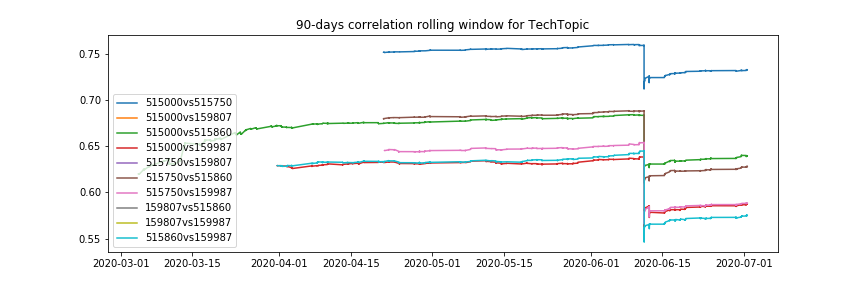 90-days correlation rolling window for TechTopic
0.75
0.70
0.65
0.60
0.55
515000vs515750
515000vs159807
515000vs515860
515000vs159987
515750vs159807
515750vs515860
515750vs159987
159807vs515860
159807vs159987
515860vs159987
2020-03-01 2020-03-15 2020-04-01 2020-04-15 2020-05-01 2020-05-15 2020-06-01 2020-06-15 2020-07-01